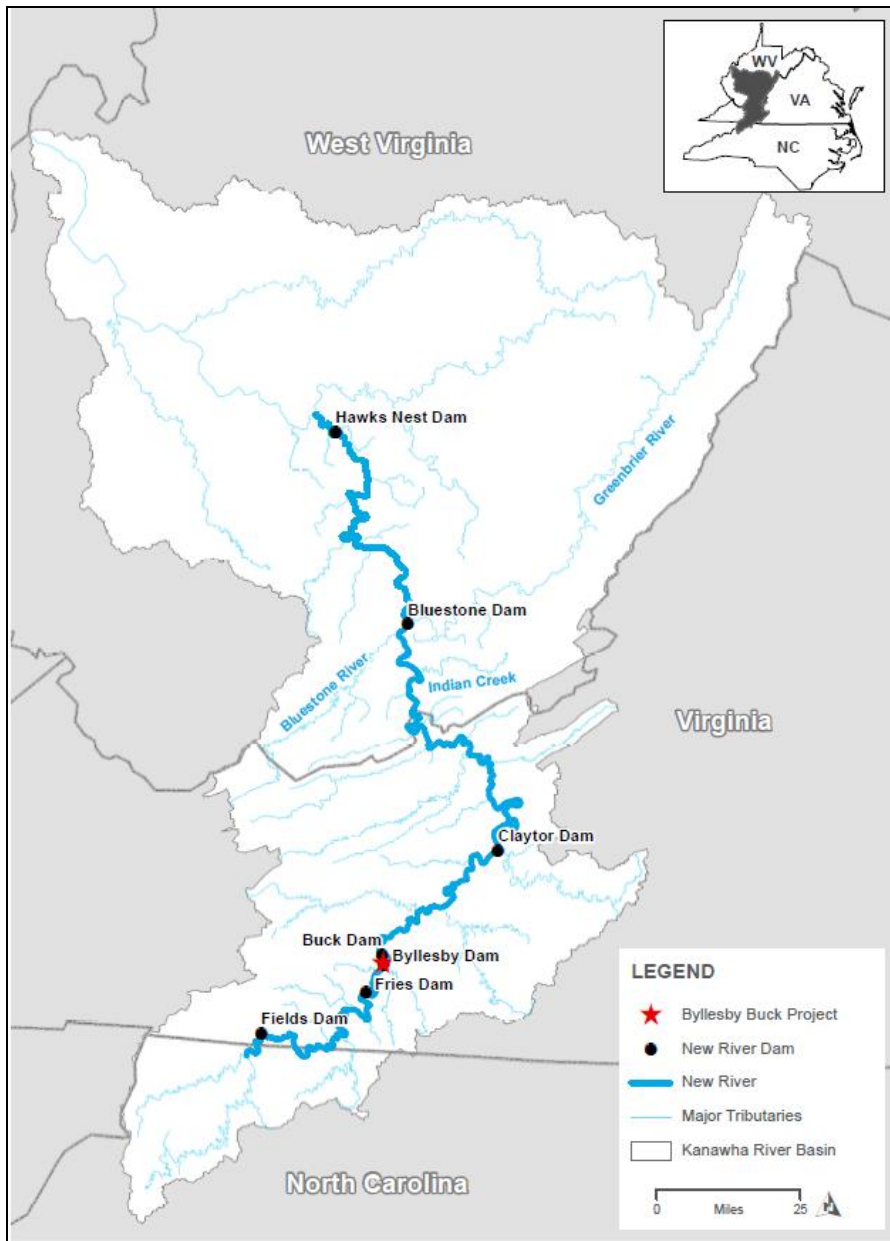 WV
VA
NC
West Virginia
Hawks Nest Dam
Greenbrier River
Bluestone Dam
Bluestone River
Indian Creek
Virginia
Claytor Dam
Buck Dam
Byllesby Dam
Fries Dam
Fields Dam
North Carolina
LEGEND
Byllesby Buck Project
New River Dam
New River
Major Tributaries
Kanawha River Basin
0 Miles 25
N